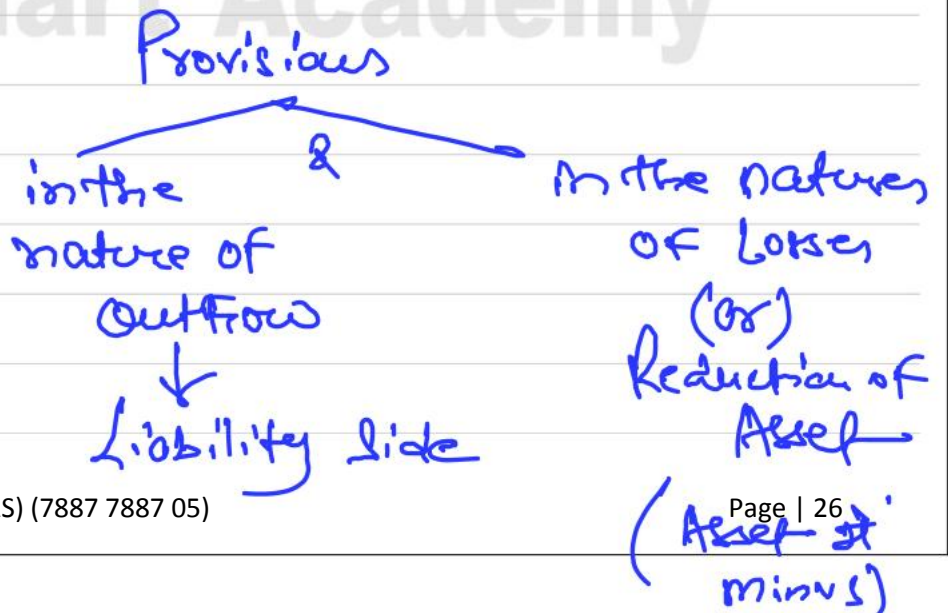 Academy
Provisions
&
in the
nature of
outflow
Liability Side
in the natures
of Losses
(or)
Reduction of
Asset
(Asset
minus)
S) (7887 7887 05)
Page | 26